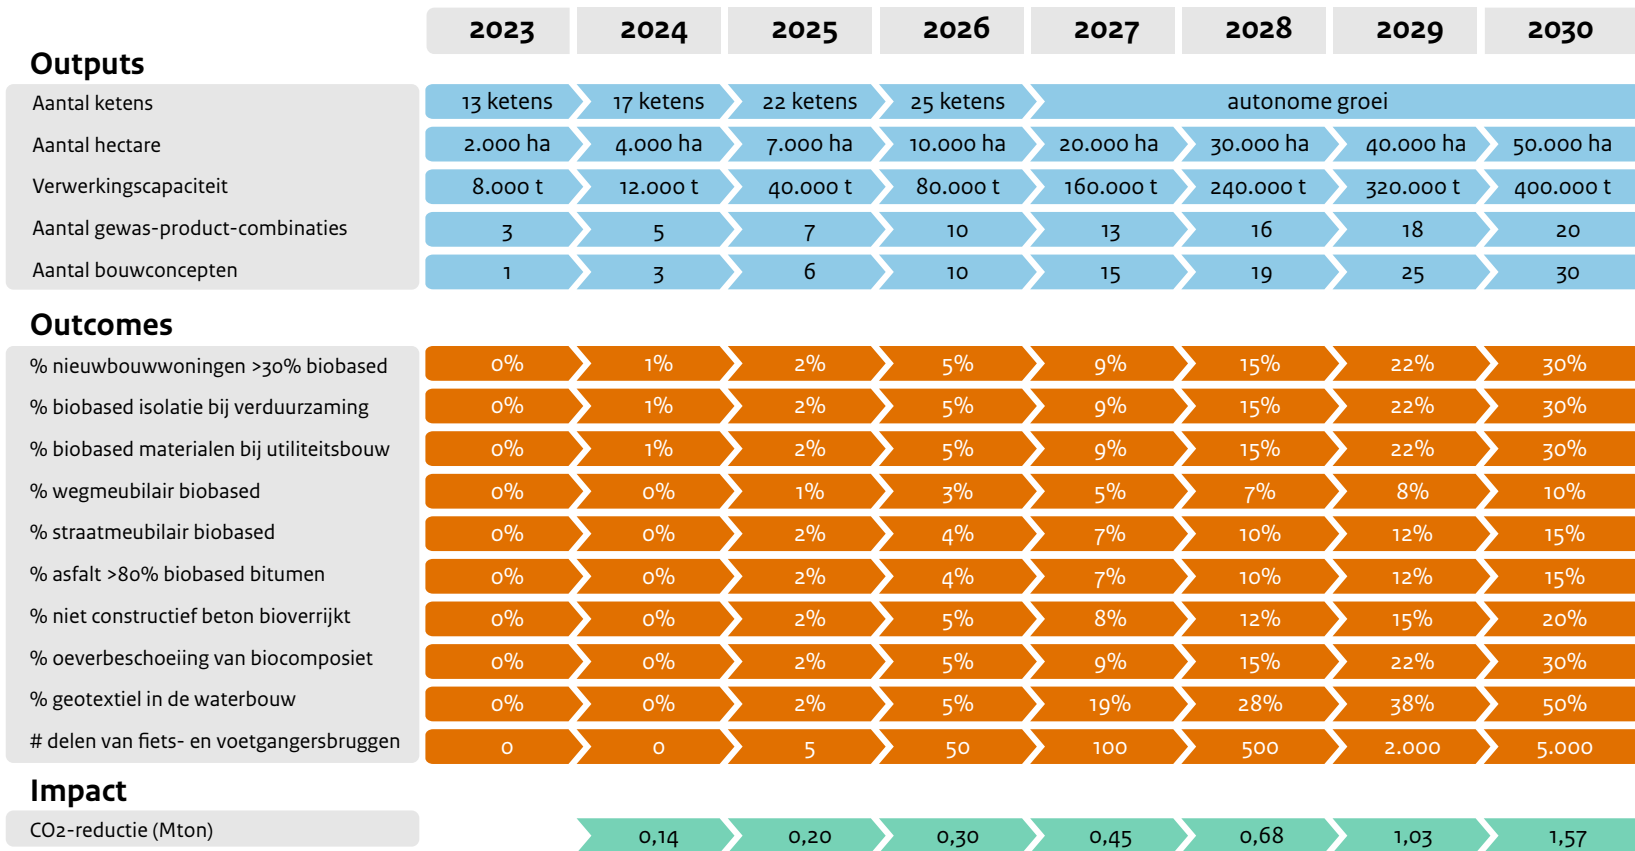 2023 2024 2025 2026 2027 2028 2029 2030
Outputs
Aantal ketens 13 ketens 17 ketens 22 ketens 25 ketens autonome groei
Aantal hectare 2.000 ha 4.000 ha 7.000 ha 10.000 ha 20.000 ha 30.000 ha 40.000 ha 50.000 ha
Verwerkingscapaciteit 8.000 t 12.000 t 40.000 t 80.000 t 160.000 t 240.000 t 320.000 t 400.000 t
Aantal gewas-product-combinaties 3 5 7 10 13 16 18 20
Aantal bouwconcepten 1 3 6 10 15 19 25 30
Outcomes
% nieuwbouwwoningen >30% biobased 0% 1% 2% 5% 9% 15% 22% 30%
% biobased isolatie bij verduurzaming 0% 1% 2% 5% 9% 15% 22% 30%
% biobased materialen bij utiliteitsbouw 0% 1% 2% 5% 9% 15% 22% 30%
% wegmeubilair biobased 0% 0% 1% 3% 5% 7% 8% 10%
% straatmeubilair biobased 0% 0% 2% 4% 7% 10% 12% 15%
% asfalt >80% biobased bitumen 0% 0% 2% 4% 7% 10% 12% 15%
% niet constructief beton bioverrijkt 0% 0% 2% 5% 8% 12% 15% 20%
% oeverbeschoeiing van biocomposiet 0% 0% 2% 5% 9% 15% 22% 30%
% geotextiel in de waterbouw 0% 0% 2% 5% 19% 28% 38% 50%
# delen van fiets- en voetgangersbruggen 0 0 5 50 100 500 2.000 5.000
Impact
CO2-reductie (Mton) 0,14 0,20 0,30 0,45 0,68 1,03 1,57